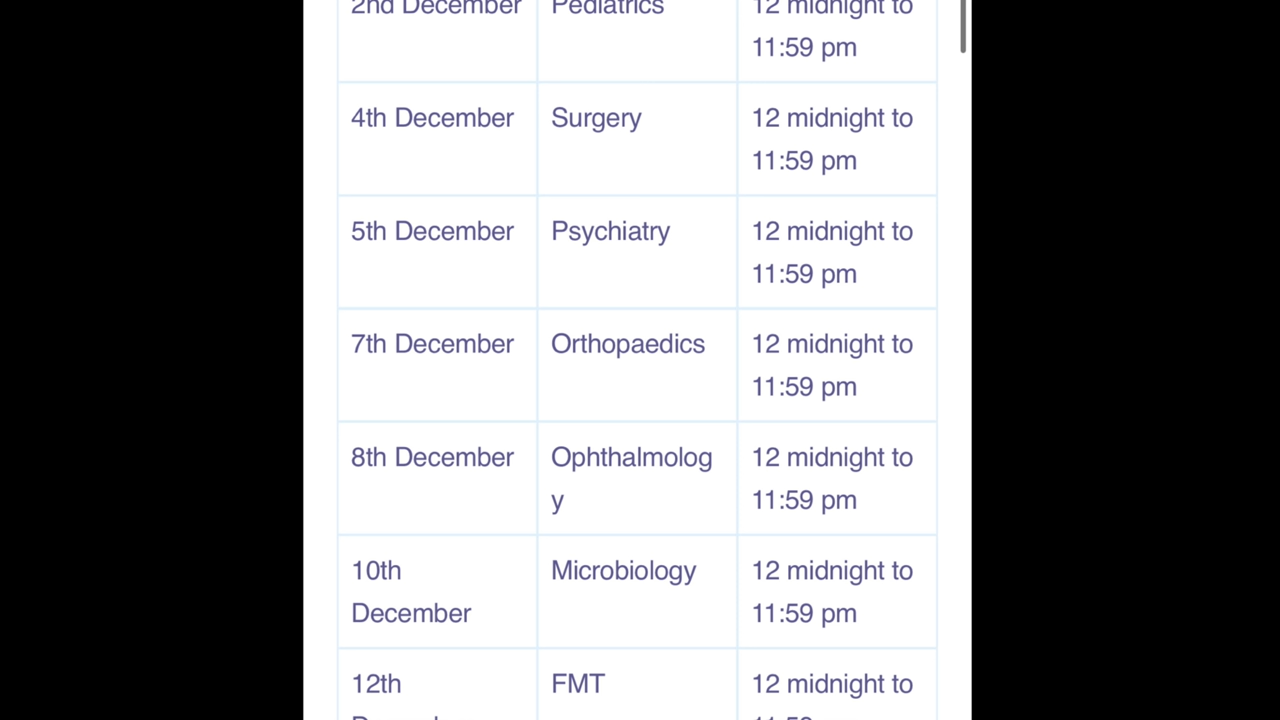 2nd December Pediatrics 12 midnight to
11:59 pm
4th December Surgery 12 midnight to
11:59 pm
5th December Psychiatry 12 midnight to
11:59 pm
7th December Orthopaedics 12 midnight to
11:59 pm
8th December Ophthalmolog 12 midnight to
y 11:59 pm
10th Microbiology 12 midnight to
December 11:59 pm
12th FMT 12 midnight to